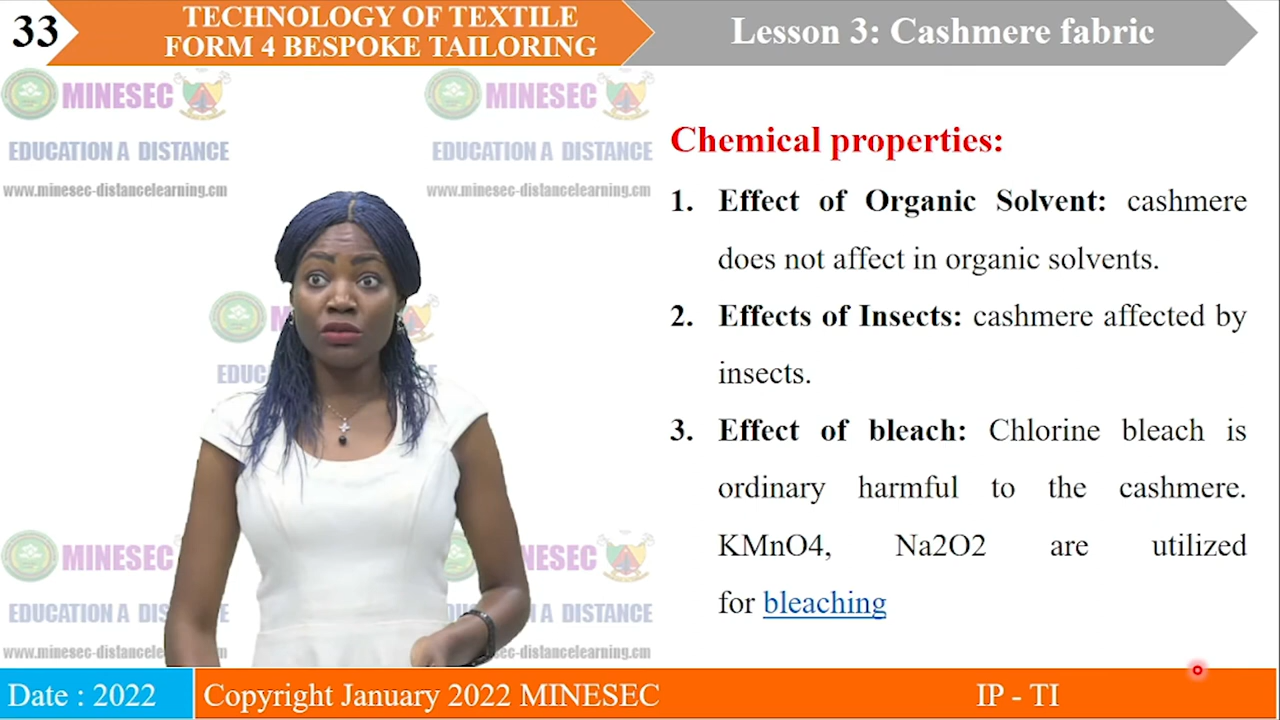 33
TECHNOLOGY OF TEXTILE
FORM 4 BESPOKE TAILORING
Lesson 3: Cashmere fabric
MINESEC
MINESEC
EDUCATION A DISTANCE
EDUCATION A DISTANCE
www.minesec-distancelearning.cm
www.minesec-distancelearning.cm
Chemical properties:
1. Effect of Organic Solvent: cashmere
does not affect in organic solvents.
2. Effects of Insects: cashmere affected by
insects.
3. Effect of bleach: Chlorine bleach is
ordinary harmful to the cashmere.
KMnO4, Na2O2 are utilized
for bleaching
MINESEC
EDUCATION A DIS
DISTANCE
www.minesec-distancele
ec-distancelearning.cm
Date : 2022
Copyright January 2022 MINESEC
IP - TI